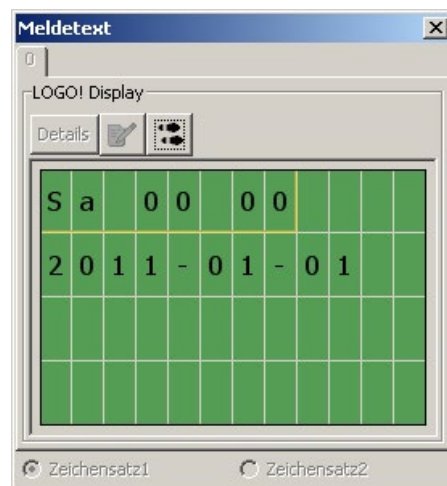 Meldetext
0
LOGO! Display
Details
Sa 00 00
2011-01-01
Zeichensatz1 Zeichensatz2